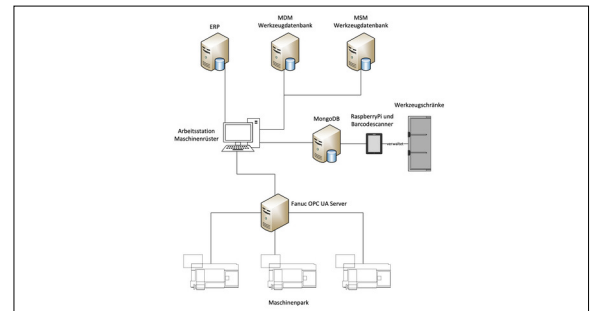 ERP
MDM
Werkzeugdatenbank
MSM
Werkzeugdatenbank
Arbeitsstation
Maschinenrüster
MongoDB
RaspberryPi und
Barcodescanner
Werkzeugschränke
verwaltet
Fanuc OPC UA Server
Maschinenpark